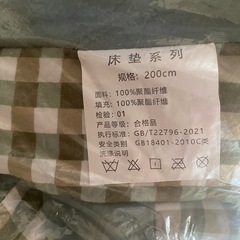 床垫系列
规格: 200cm
面料: 100%聚酯纤维
填充: 100%聚酯纤维
检验: 01
产品等级: 合格品
执行标准: GB/T22796-2021
安全类别 GB18401-2010C类
洗涤说明